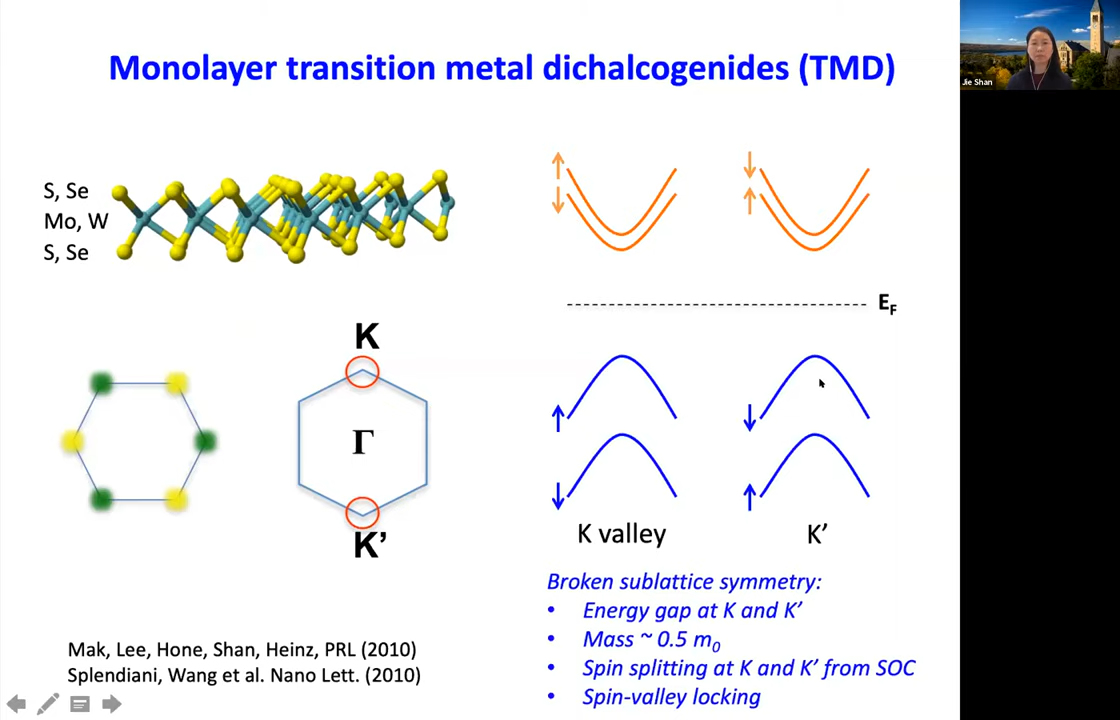 Monolayer transition metal dichalcogenides (TMD)
Jie Shan
S, Se
Mo, W
S, Se
E_F
K
Γ
K'
K valley
K'
Broken sublattice symmetry:
• Energy gap at K and K'
• Mass ~ 0.5 m₀
• Spin splitting at K and K' from SOC
• Spin-valley locking
Mak, Lee, Hone, Shan, Heinz, PRL (2010)
Splendiani, Wang et al. Nano Lett. (2010)